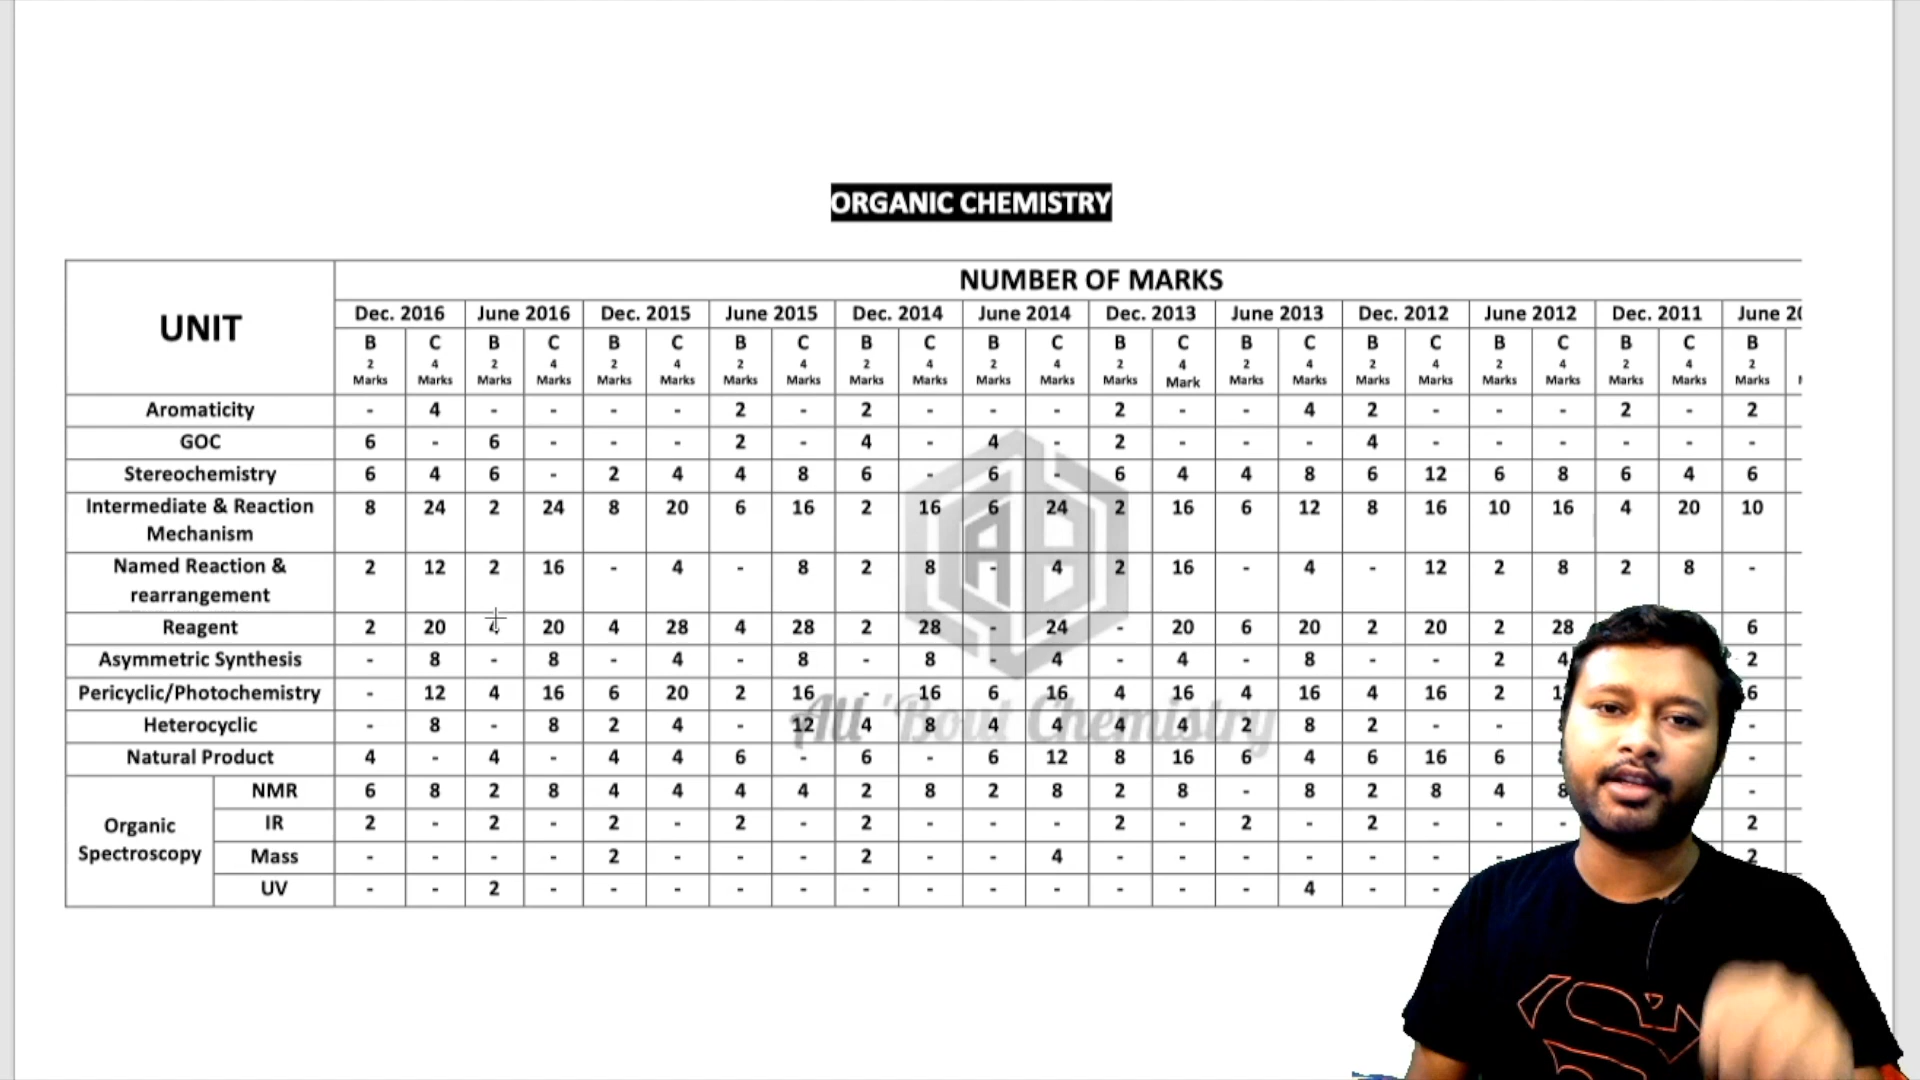 ORGANIC CHEMISTRY
UNIT
NUMBER OF MARKS
Dec. 2016 June 2016 Dec. 2015 June 2015 Dec. 2014 June 2014 Dec. 2013 June 2013 Dec. 2012 June 2012 Dec. 2011 June
B C B C B C B C B C B C B C B C B C B C B C B
2 4 2 4 2 4 2 4 2 4 2 4 2 4 2 4 2 4 2 4 2 4 2
Marks Marks Marks Marks Marks Marks Marks Marks Marks Marks Marks Marks Marks Mark Marks Marks Marks Marks Marks Marks Marks Marks Marks
Aromaticity - 4 - - - - 2 - 2 - - - 2 - - 4 2 - - - 2 - 2
GOC 6 - 6 - - - 2 - 4 - 4 - 2 - - - 4 - - - - - -
Stereochemistry 6 4 6 - 2 4 4 8 6 - 6 - 6 4 4 8 6 12 6 8 6 4 6
Intermediate & Reaction
Mechanism 8 24 2 24 8 20 6 16 2 16 6 24 2 16 6 12 8 16 10 16 4 20 10
Named Reaction &
rearrangement 2 12 2 16 - 4 - 8 2 8 - 4 2 16 - 4 - 12 2 8 2 8 -
Reagent 2 20 4 20 4 28 4 28 2 28 - 24 - 20 6 20 2 20 2 28 6
Asymmetric Synthesis - 8 - 8 - 4 - 8 - 8 - 4 - 4 - 8 - - 2 4 2
Pericyclic/Photochemistry - 12 4 16 6 20 2 16 - 16 6 16 4 16 4 16 4 16 2 6
Heterocyclic - 8 - 8 2 4 - 12 4 8 4 4 4 4 2 8 2 - - -
Natural Product 4 - 4 - 4 4 6 - 6 - 6 12 8 16 6 4 6 16 6 -
Organic
Spectroscopy
NMR 6 8 2 8 4 4 4 4 2 8 2 8 2 8 - 8 2 8 4 8 -
IR 2 - 2 - 2 - 2 - 2 - - - 2 - 2 - 2 - - - 2
Mass - - - - 2 - - - 2 - - 4 - - - - - - - 2
UV - - 2 - - - - - - - - - - - - 4 - -
All 'Bout Chemistry